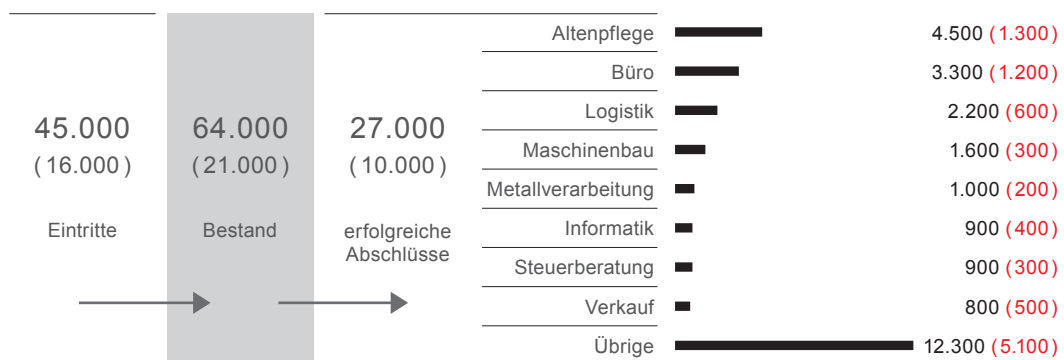 45.000
(16.000)
Eintritte
64.000
(21.000)
Bestand
27.000
(10.000)
erfolgreiche
Abschlüsse
Altenpflege 4.500 (1.300)
Büro 3.300 (1.200)
Logistik 2.200 (600)
Maschinenbau 1.600 (300)
Metallverarbeitung 1.000 (200)
Informatik 900 (400)
Steuerberatung 900 (300)
Verkauf 800 (500)
Übrige 12.300 (5.100)